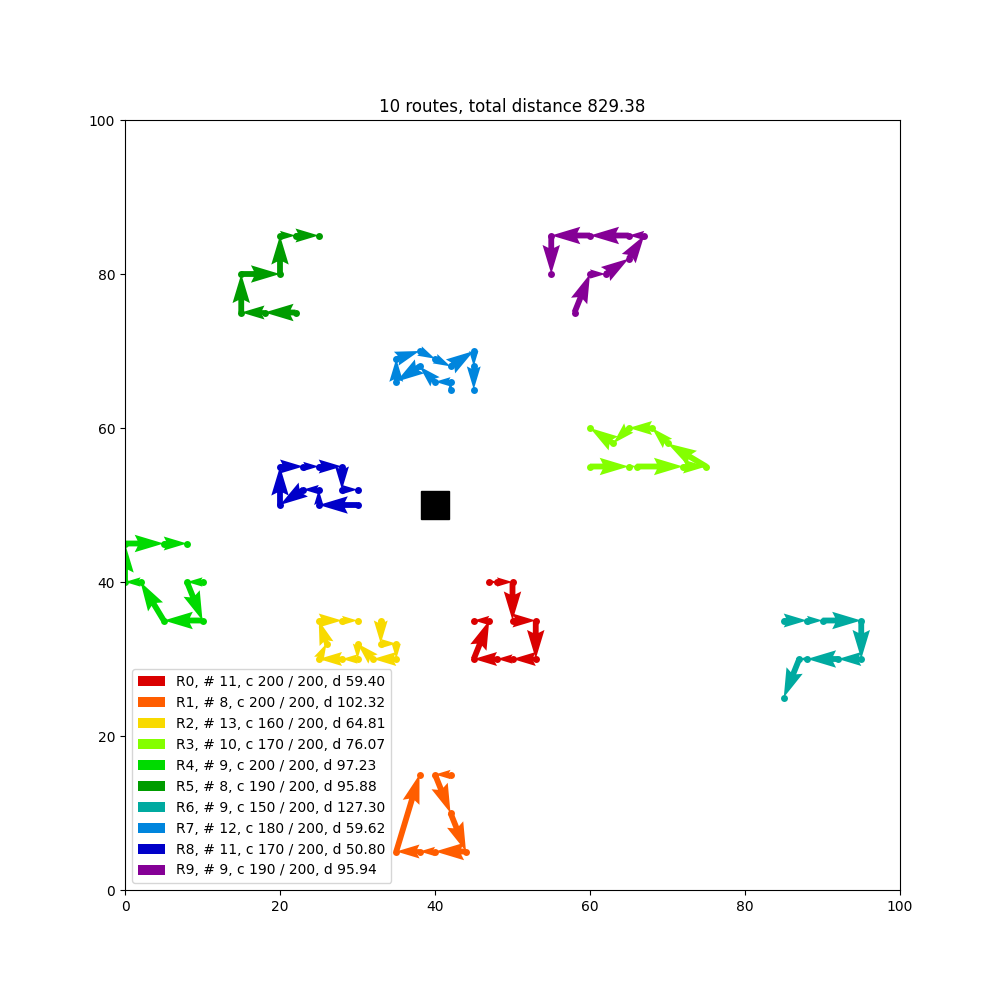 10 routes, total distance 829.38
100
80
60
40
20
0
R0, # 11, c 200 / 200, d 59.40
R1, # 8, c 200 / 200, d 102.32
R2, # 13, c 160 / 200, d 64.81
R3, # 10, c 170 / 200, d 76.07
R4, # 9, c 200 / 200, d 97.23
R5, # 8, c 190 / 200, d 95.88
R6, # 9, c 150 / 200, d 127.30
R7, # 12, c 180 / 200, d 59.62
R8, # 11, c 170 / 200, d 50.80
R9, # 9, c 190 / 200, d 95.94
0 20 40 60 80 100